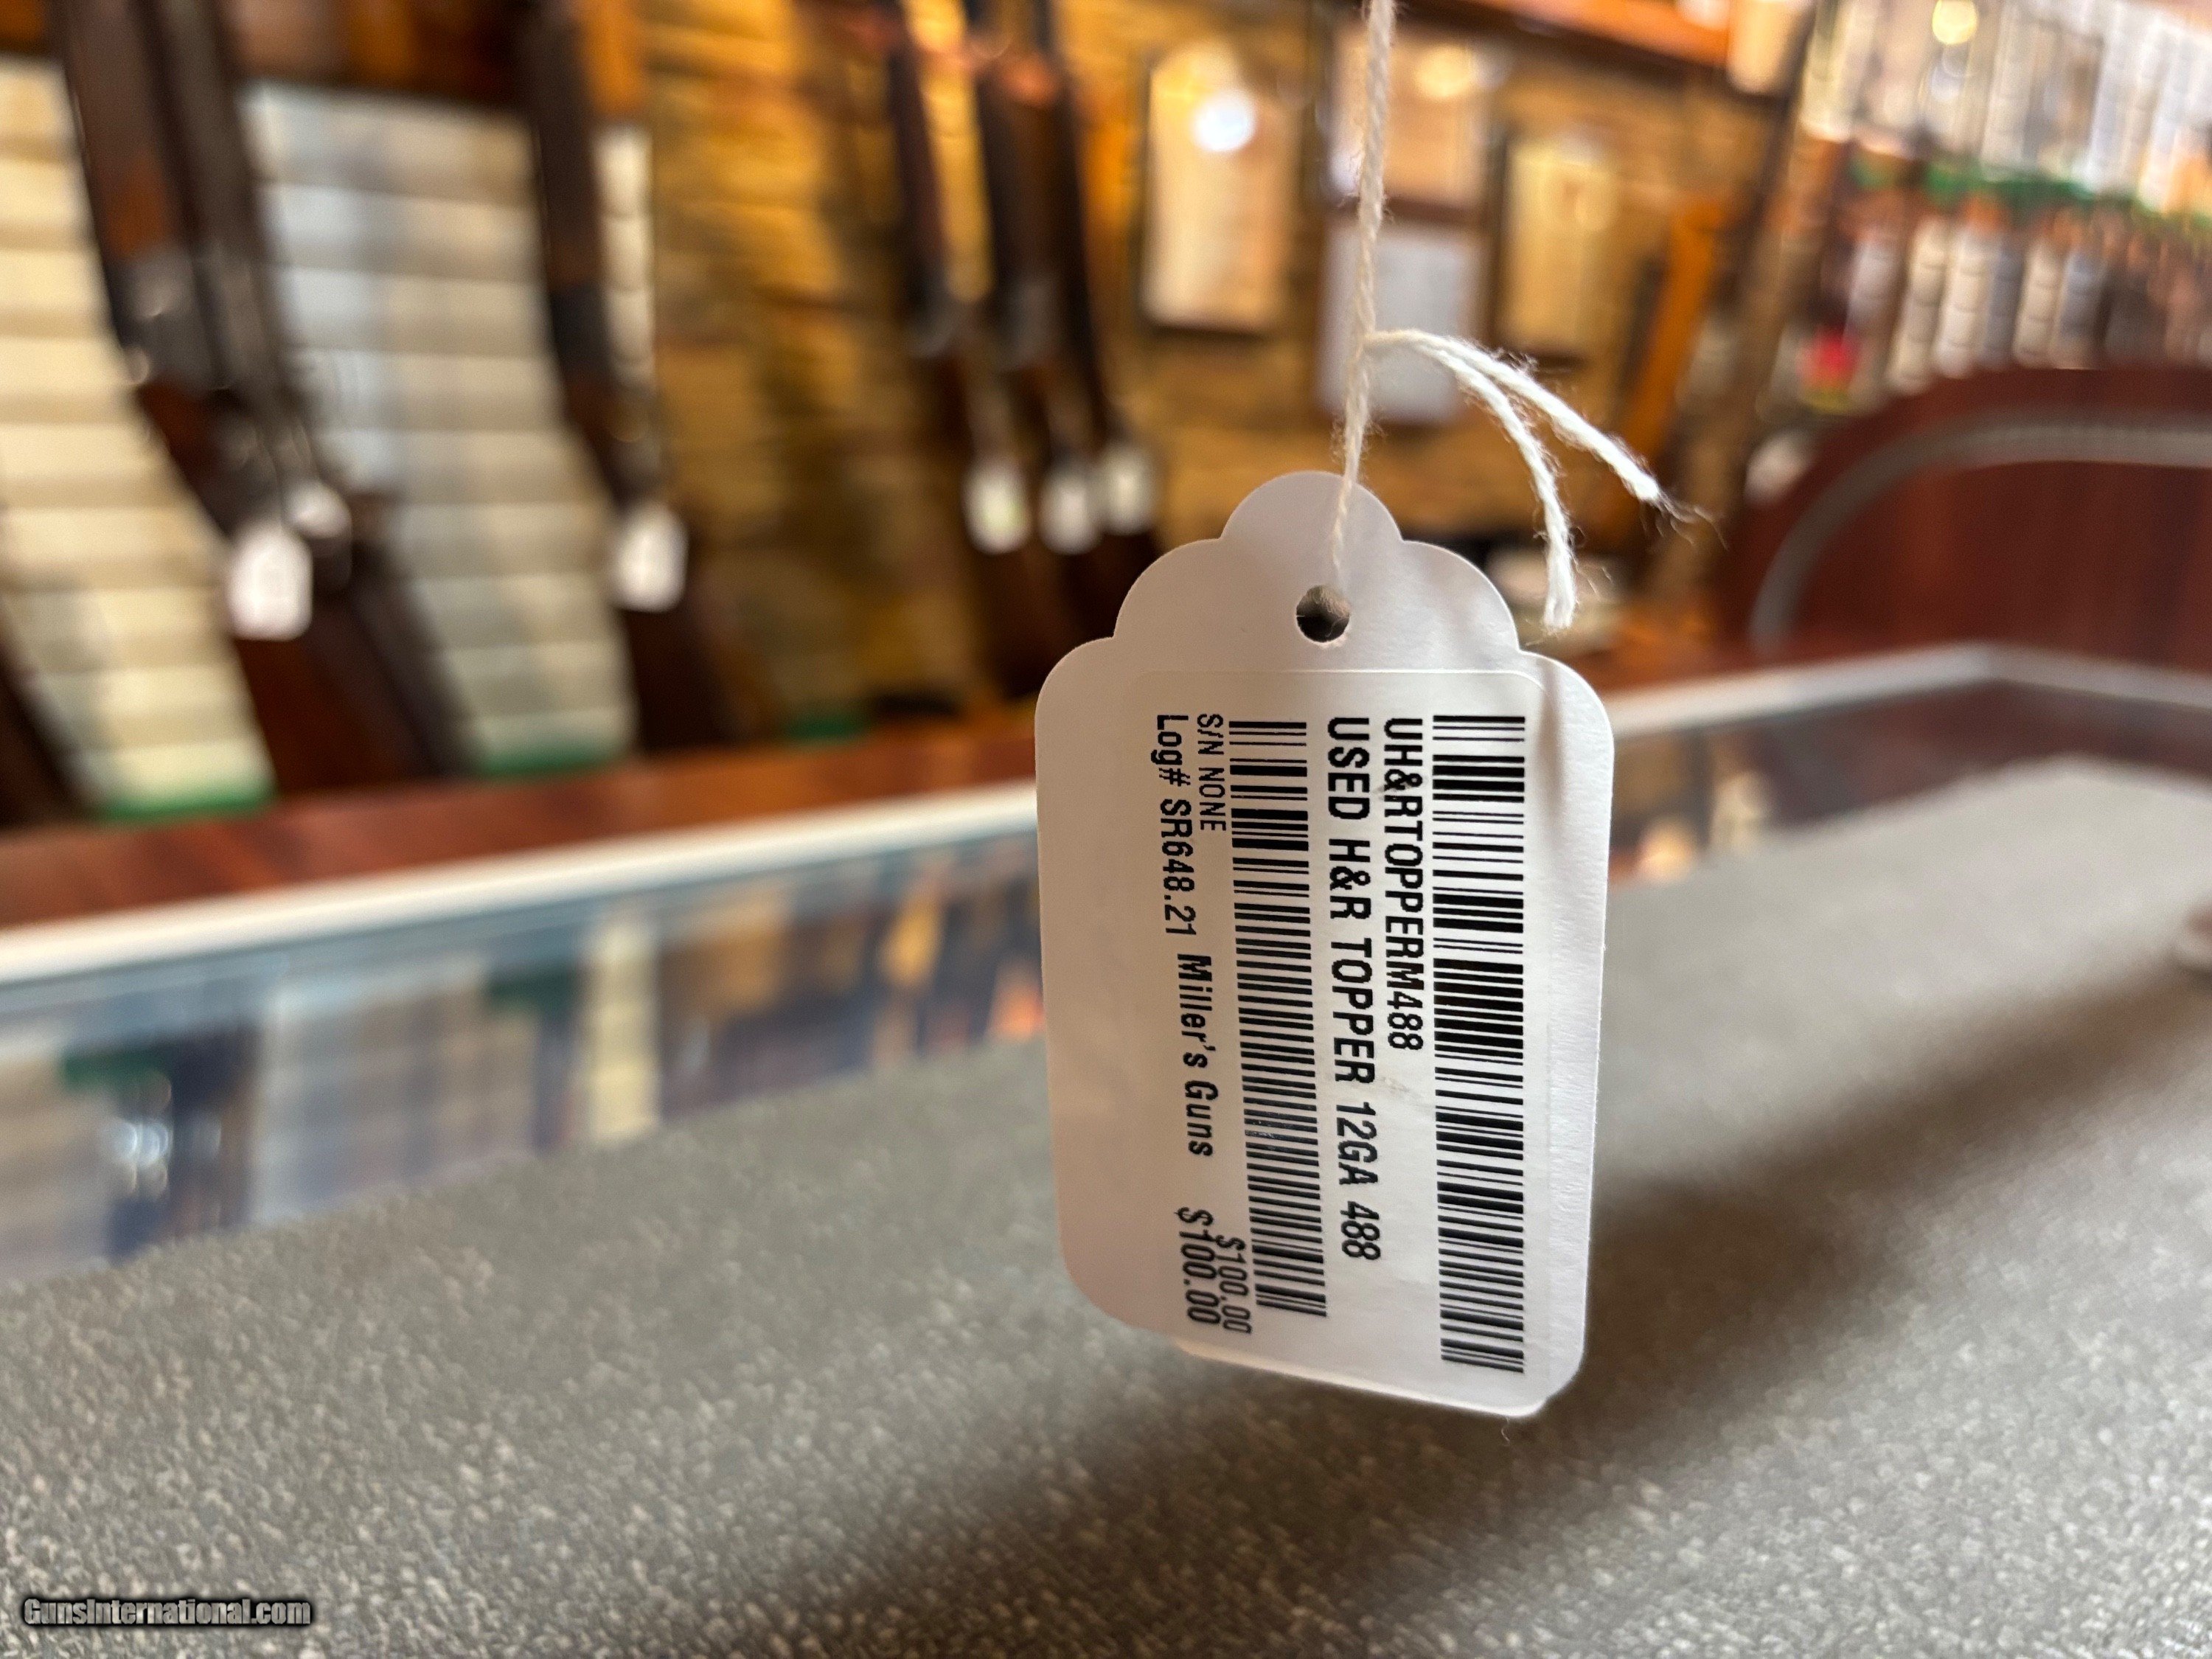 UH&RTOPPERM488
USED H&R TOPPER 12GA 488
S/N NONE
$100.00
Log# SR648.21 Miller's Guns $100.00
GunsInternational.com